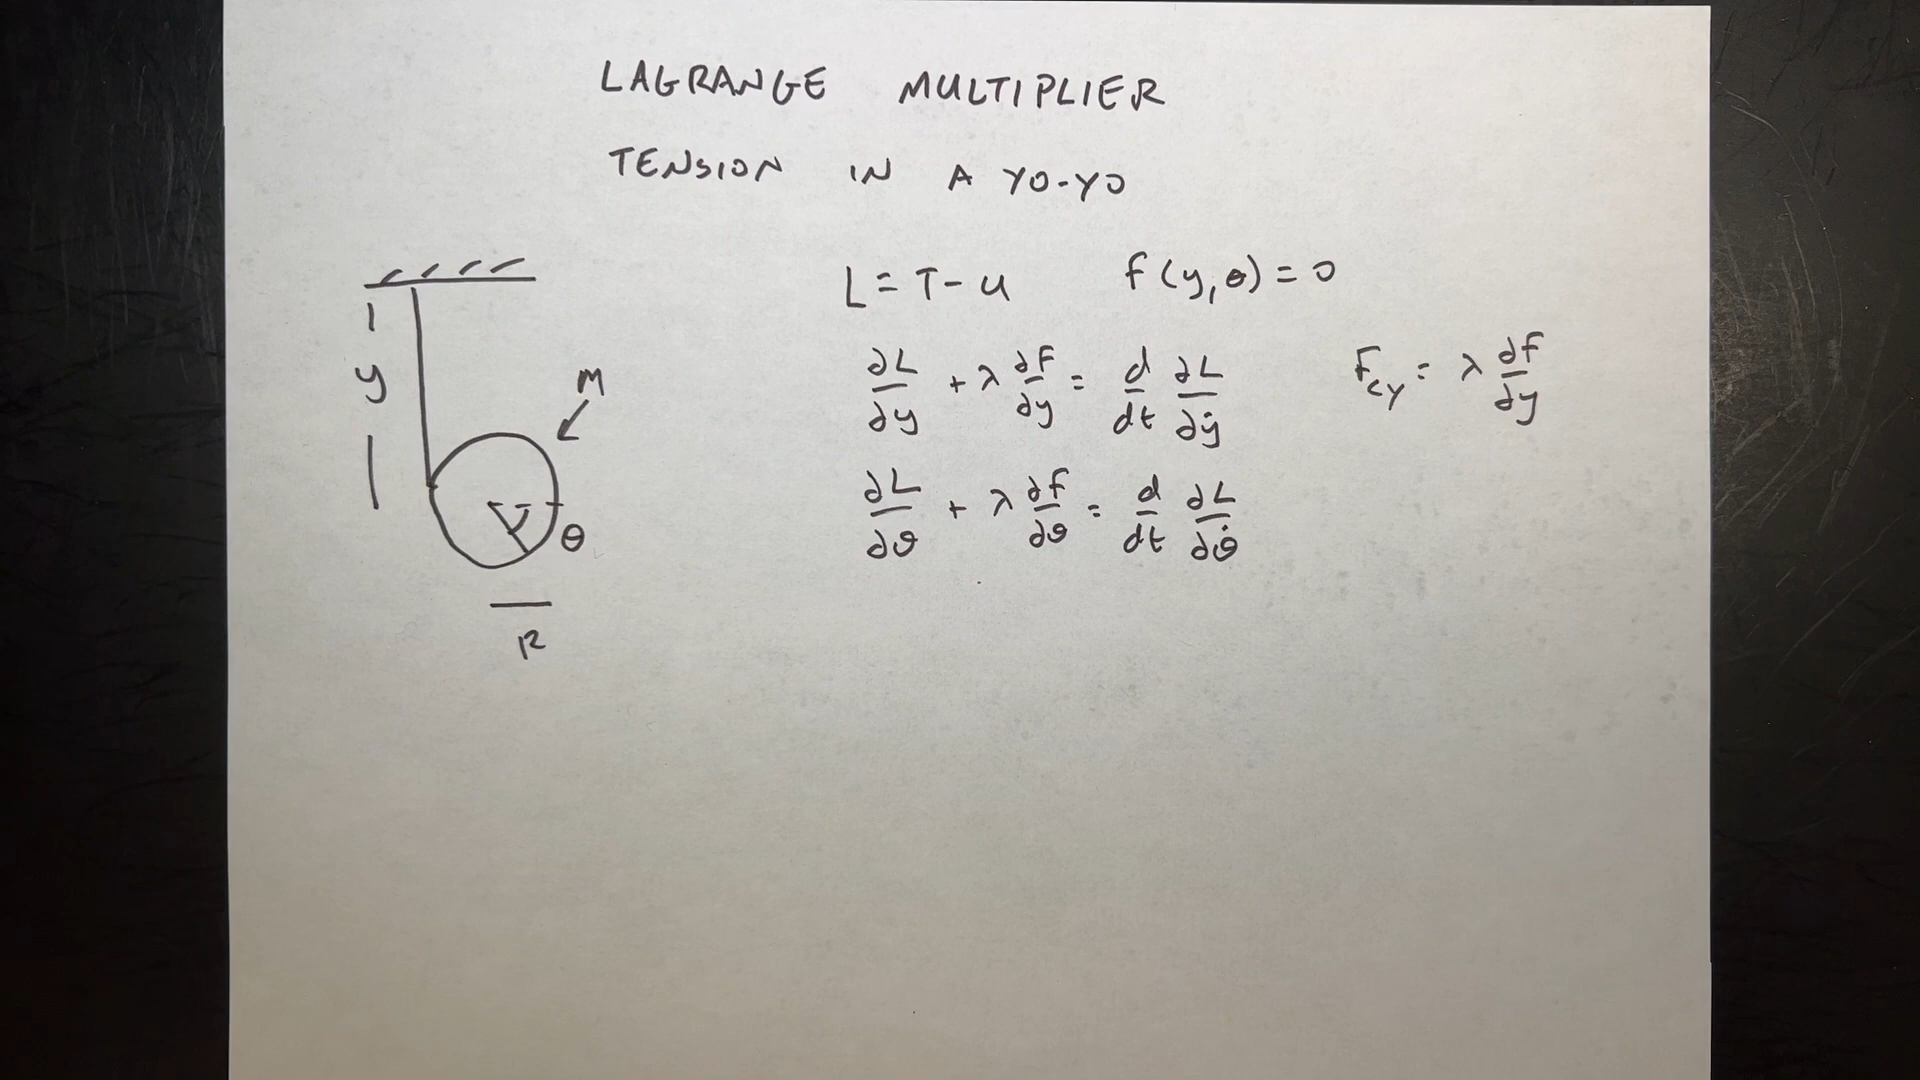 LAGRANGE MULTIPLIER
TENSION IN A YO-YO
L = T - U f(y, θ) = 0
∂L/∂y + λ ∂f/∂y = d/dt ∂L/∂ẏ F_cy = λ ∂f/∂y
∂L/∂θ + λ ∂f/∂θ = d/dt ∂L/∂θ̇
y
M
θ
R